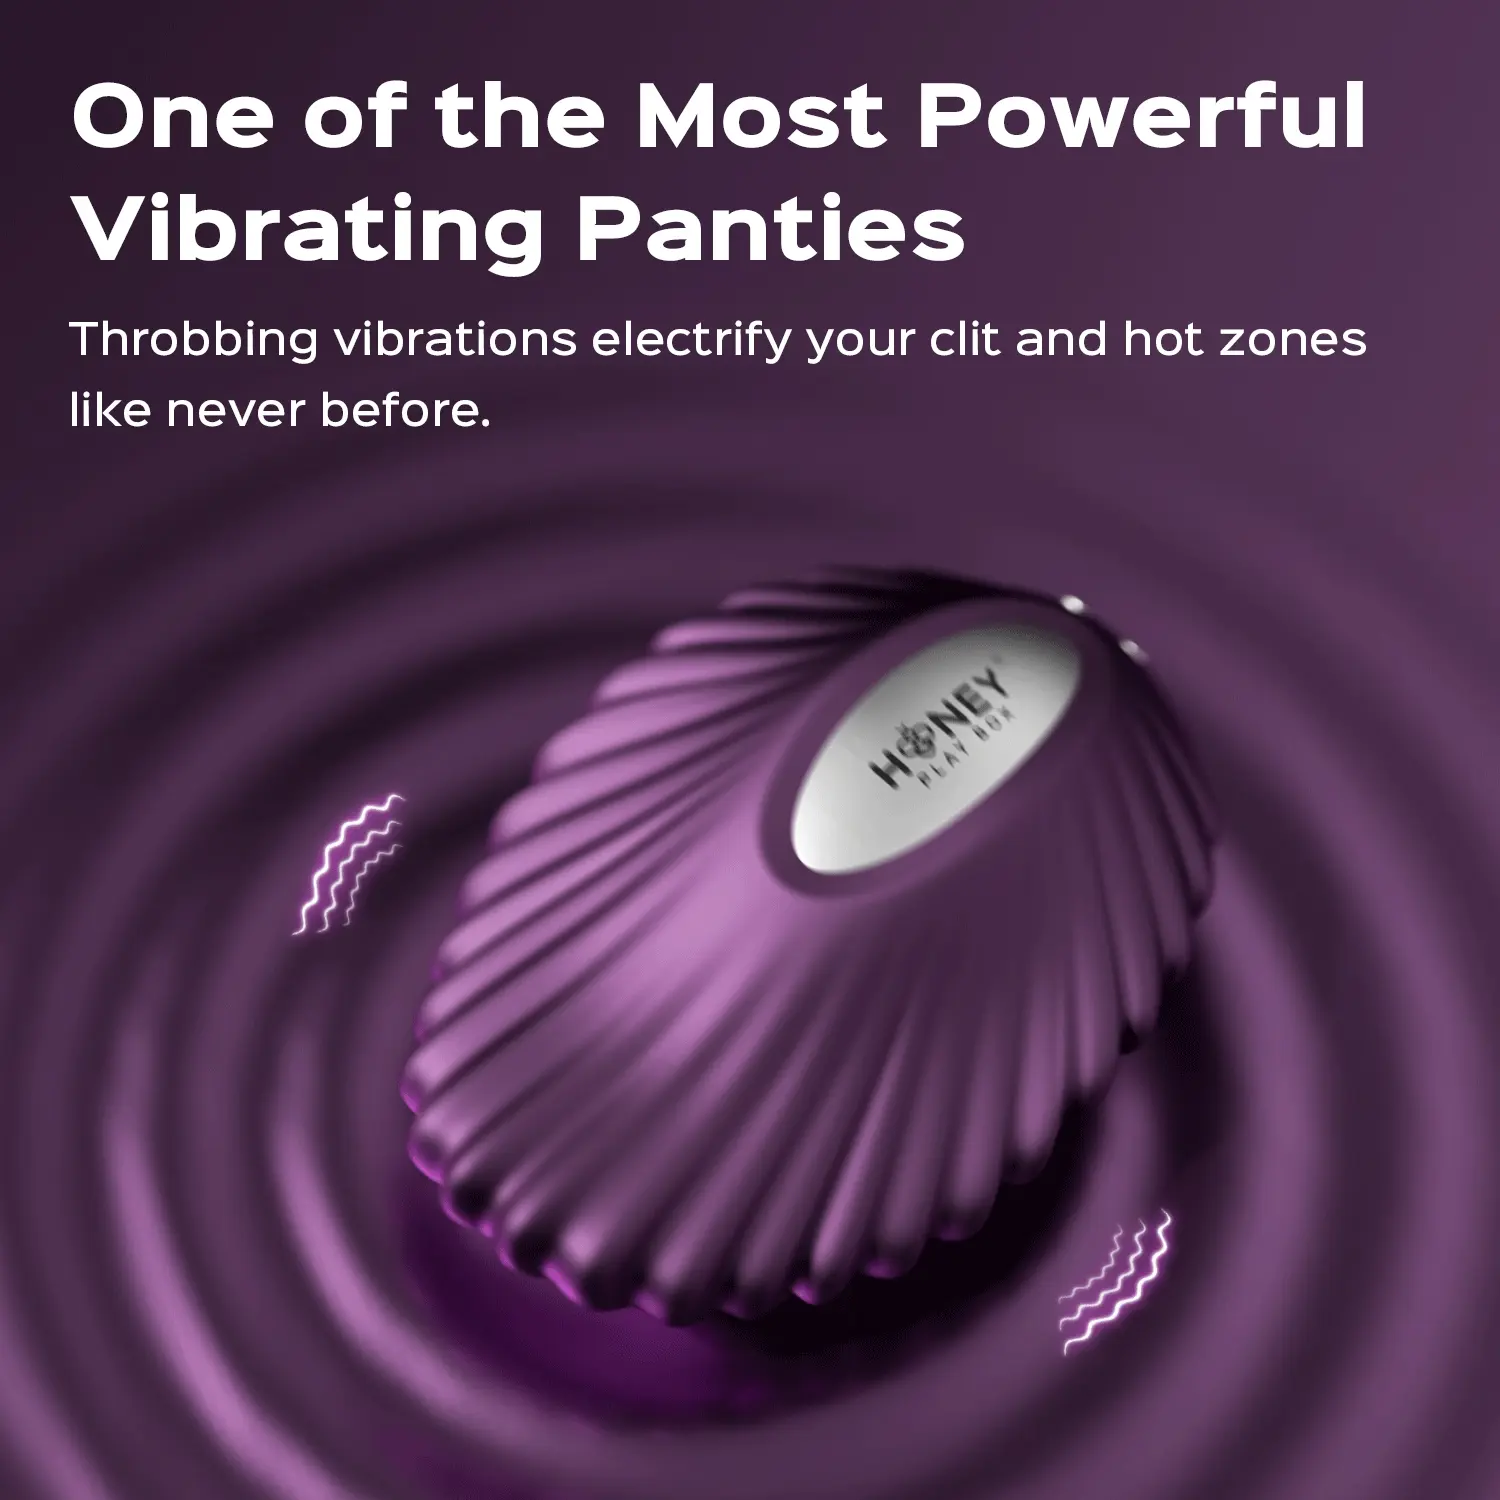 One of the Most Powerful
Vibrating Panties
Throbbing vibrations electrify your clit and hot zones
like never before.
HONEY
PLAY BOX